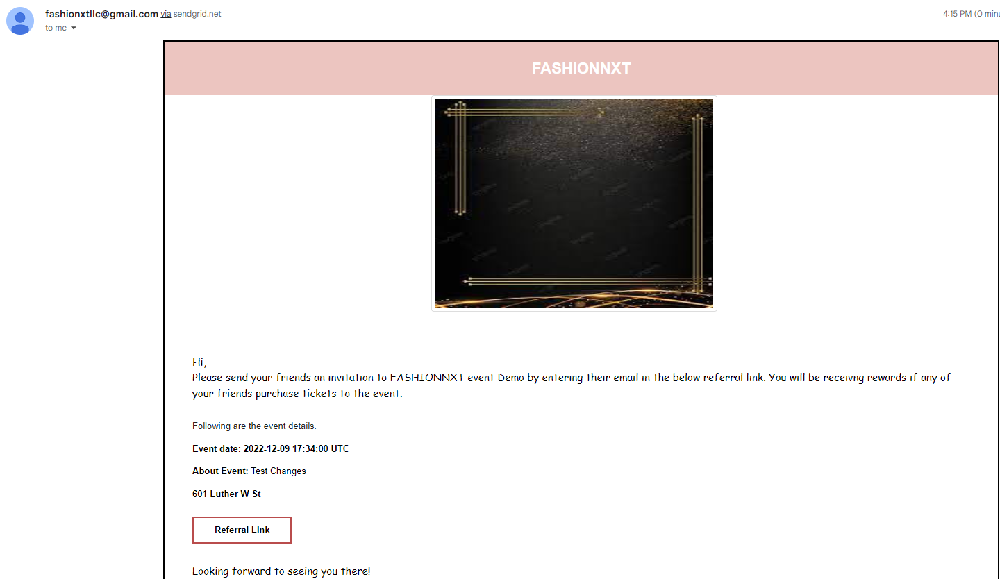 fashionxtllc@gmail.com via sendgrid.net
4:15 PM (0 minu
to me
FASHIONNXT
Hi,
Please send your friends an invitation to FASHIONNXT event Demo by entering their email in the below referral link. You will be receivng rewards if any of
your friends purchase tickets to the event.
Following are the event details.
Event date: 2022-12-09 17:34:00 UTC
About Event: Test Changes
601 Luther W St
Referral Link
Looking forward to seeing you there!